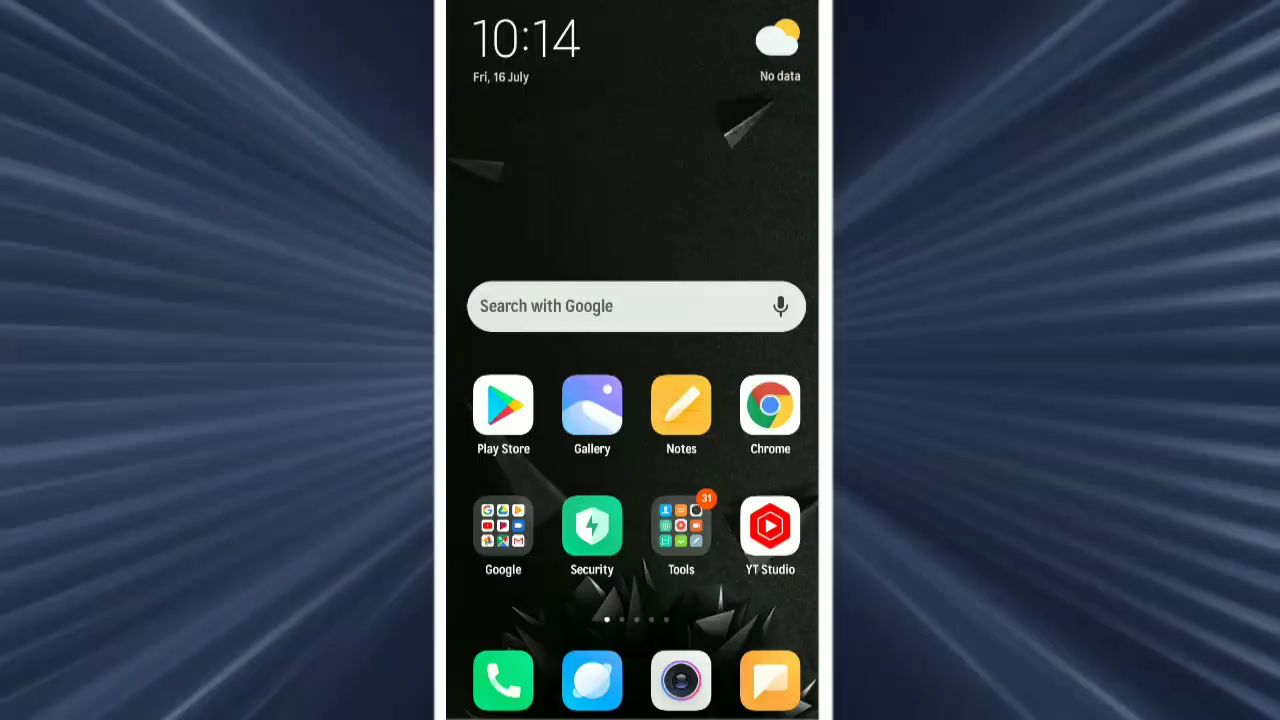 10:14
Fri, 16 July
No data
Search with Google
Play Store
Gallery
Notes
Chrome
31
Google
Security
Tools
YT Studio